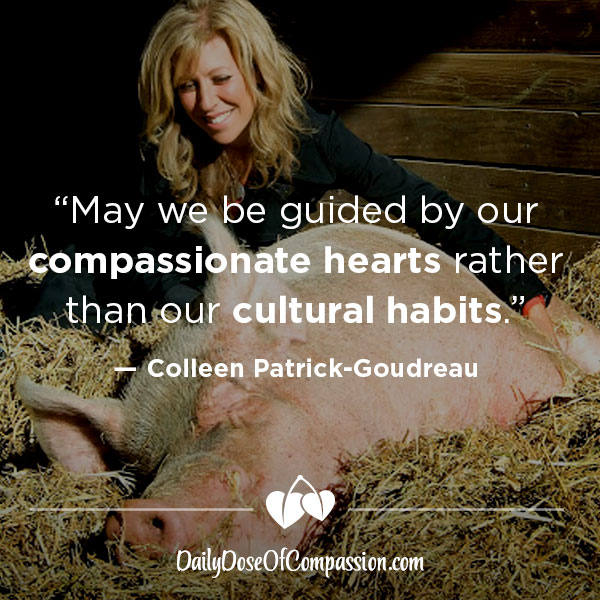 “May we be guided by our
compassionate hearts rather
than our cultural habits.”
— Colleen Patrick-Goudreau
DailyDoseOfCompassion.com